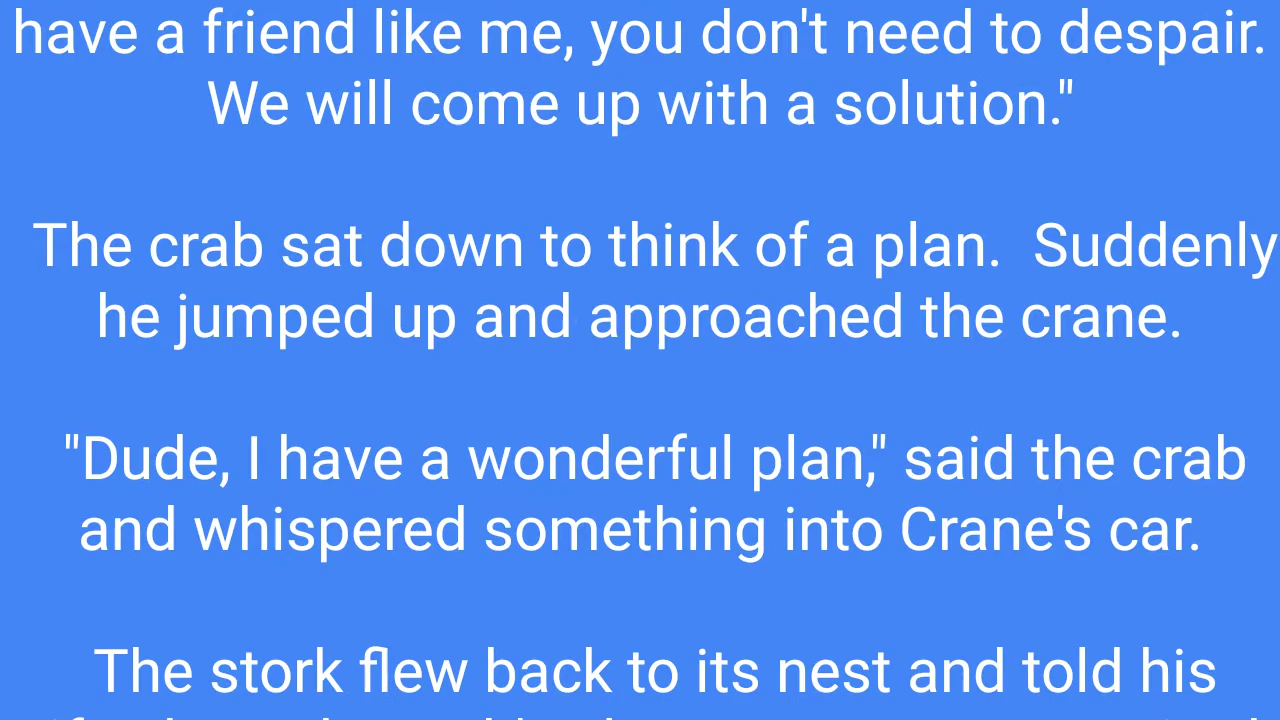 have a friend like me, you don't need to despair.
We will come up with a solution."
The crab sat down to think of a plan.  Suddenly
he jumped up and approached the crane.
"Dude, I have a wonderful plan," said the crab
and whispered something into Crane's car.
The stork flew back to its nest and told his